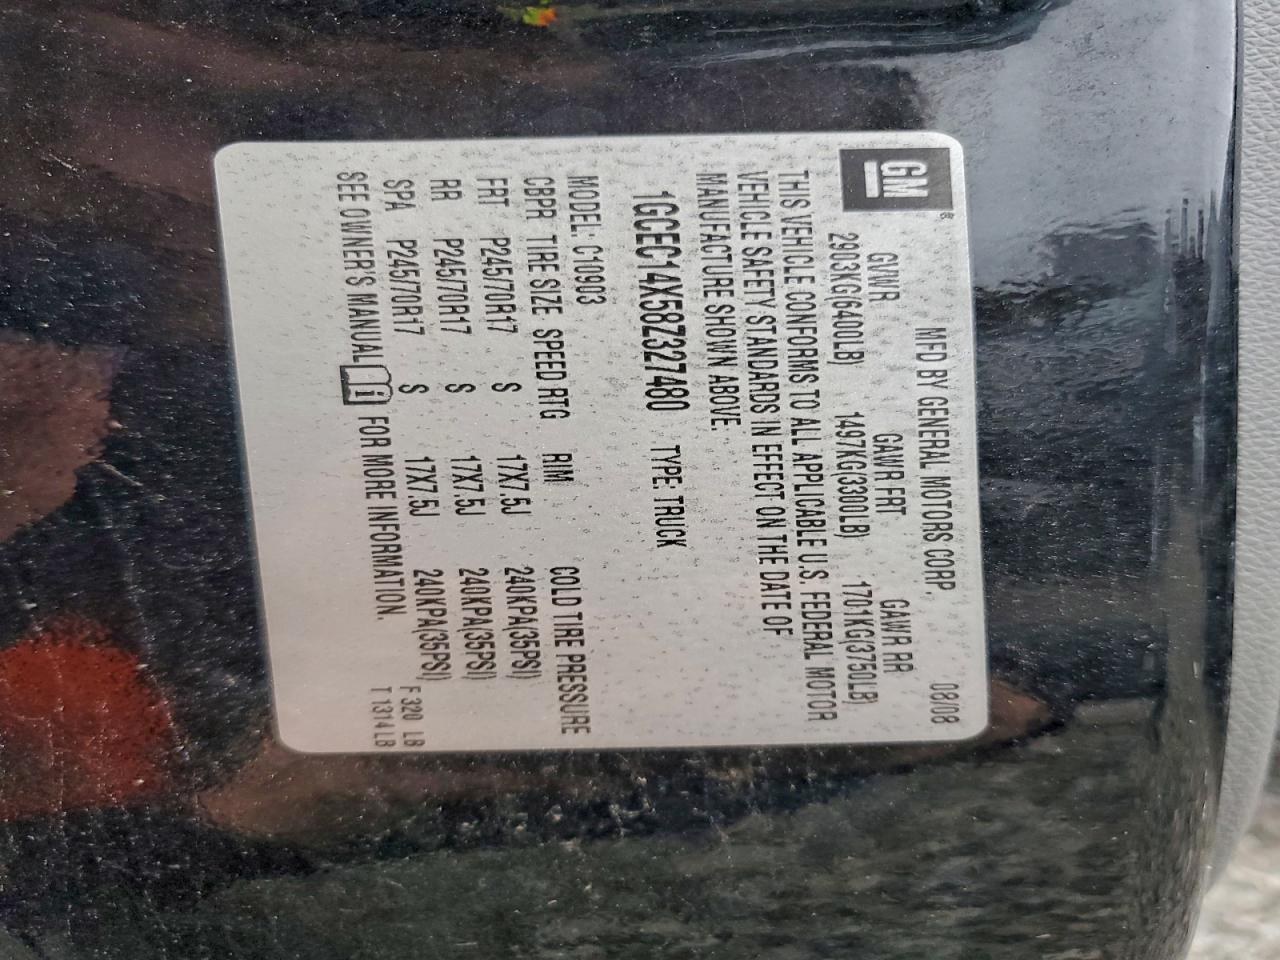 GM
MFD BY GENERAL MOTORS CORP. 08/08
GVWR GAWR FRT GAWR RR
2903KG(6400LB) 1497KG(3300LB) 1701KG(3750LB)
THIS VEHICLE CONFORMS TO ALL APPLICABLE U.S. FEDERAL MOTOR
VEHICLE SAFETY STANDARDS IN EFFECT ON THE DATE OF
MANUFACTURE SHOWN ABOVE.
1GCEC14X58Z327480 TYPE: TRUCK
MODEL: C10903
CBPR TIRE SIZE SPEED RTG RIM COLD TIRE PRESSURE
FRT P245/70R17 S 17X7.5J 240KPA(35PSI)
RR P245/70R17 S 17X7.5J 240KPA(35PSI)
SPA P245/70R17 S 17X7.5J 240KPA(35PSI)
SEE OWNER'S MANUAL i FOR MORE INFORMATION.
F 320 LB
T 1314 LB